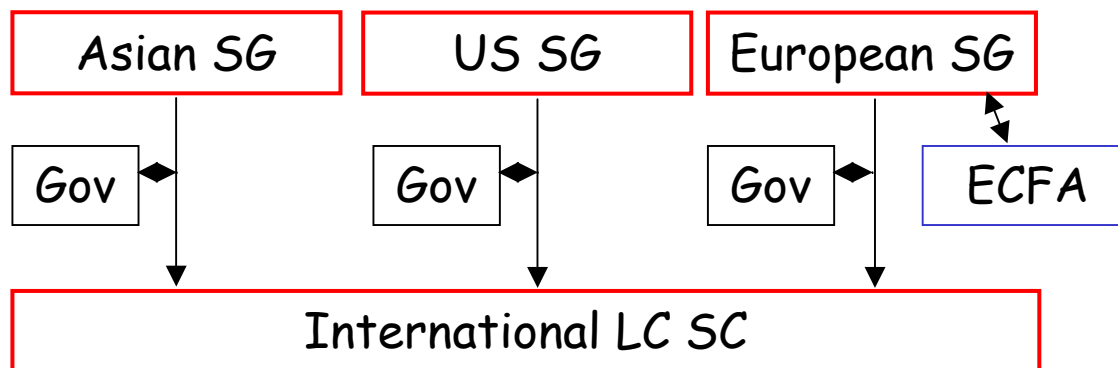 Asian SG
US SG
European SG
Gov
Gov
Gov
ECFA
International LC SC